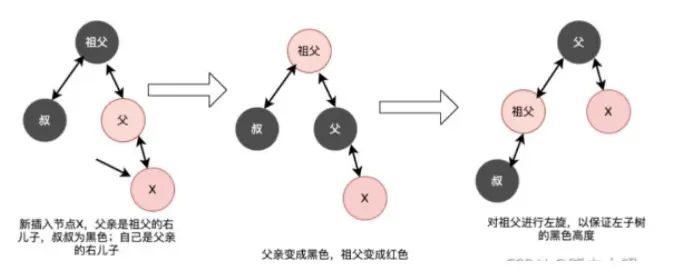 祖父
叔
父
X
新插入节点X，父亲是祖父的右
儿子，叔叔为黑色；自己是父亲
的右儿子
祖父
叔
父
X
父亲变成黑色，祖父变成红色
父
祖父
X
叔
对祖父进行左旋，以保证左子树
的黑色高度